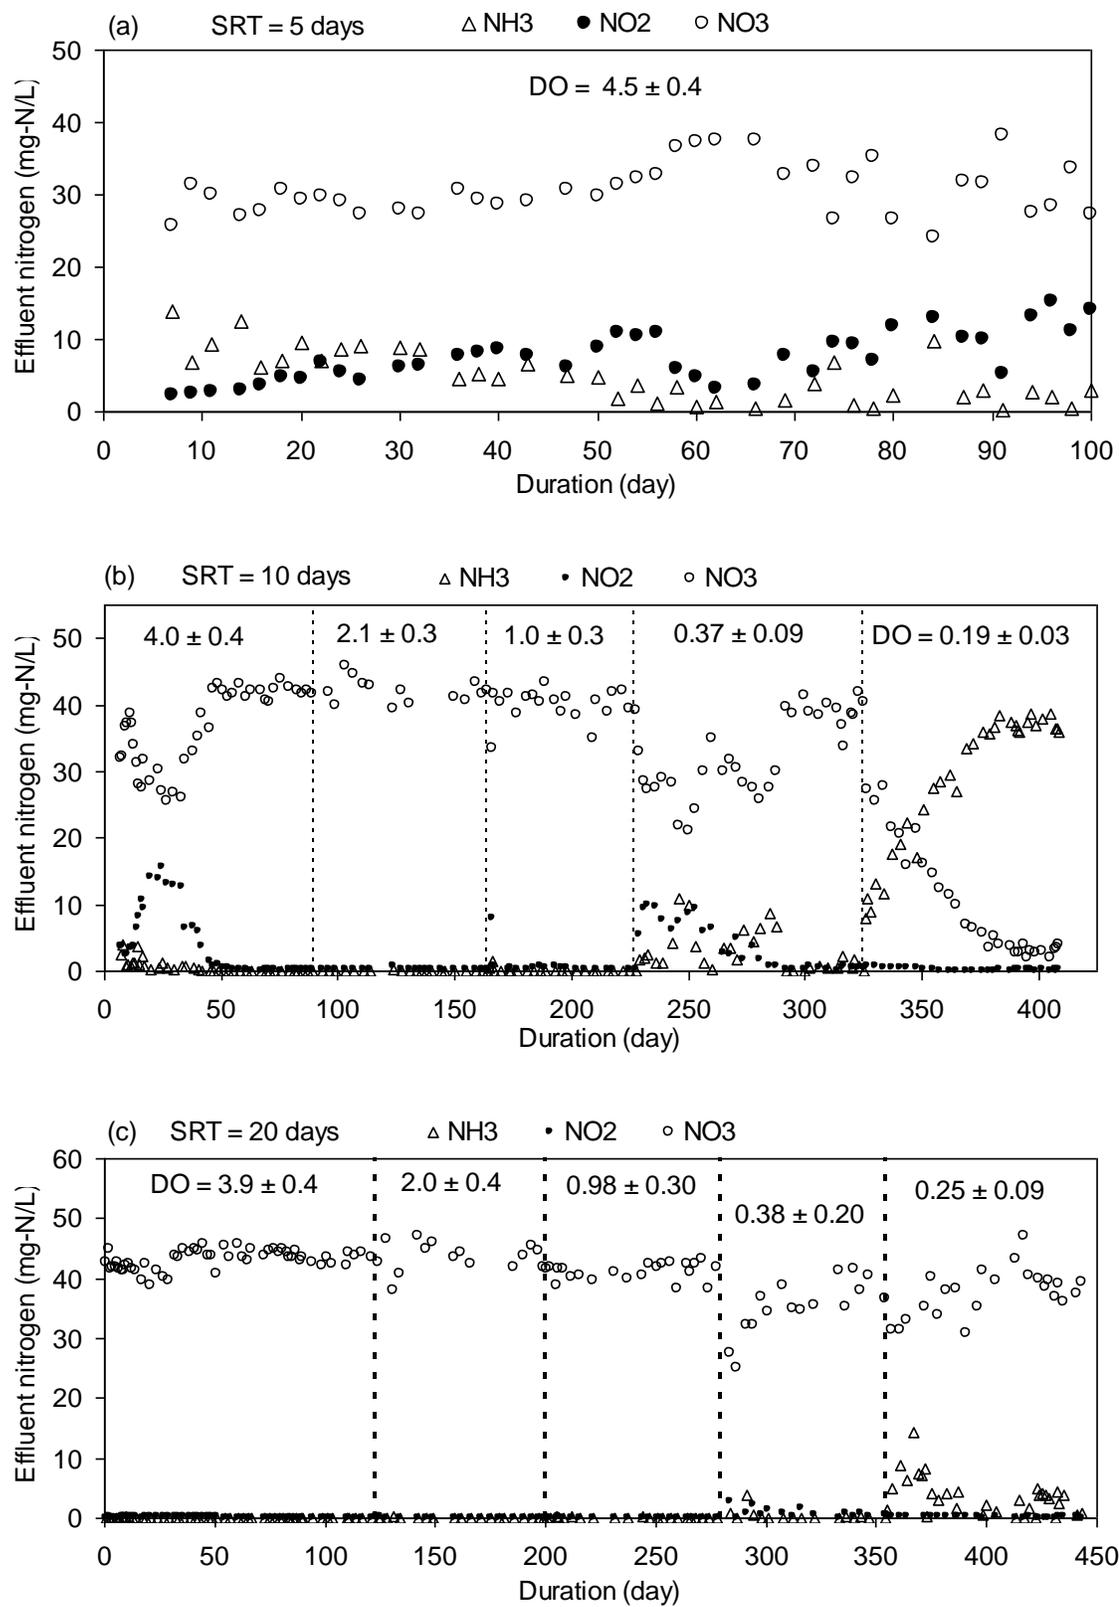 (a) SRT = 5 days NH3 NO2 NO3
50
DO = 4.5 ± 0.4
40
30
20
10
0
Effluent nitrogen (mg-N/L)
0 10 20 30 40 50 60 70 80 90 100
Duration (day)
(b) SRT = 10 days NH3 NO2 NO3
4.0 ± 0.4 2.1 ± 0.3 1.0 ± 0.3 0.37 ± 0.09 DO = 0.19 ± 0.03
50
40
30
20
10
0
Effluent nitrogen (mg-N/L)
0 50 100 150 200 250 300 350 400
Duration (day)
(c) SRT = 20 days NH3 NO2 NO3
60
DO = 3.9 ± 0.4 2.0 ± 0.4 0.98 ± 0.30 0.38 ± 0.20 0.25 ± 0.09
50
40
30
20
10
0
Effluent nitrogen (mg-N/L)
0 50 100 150 200 250 300 350 400 450
Duration (day)